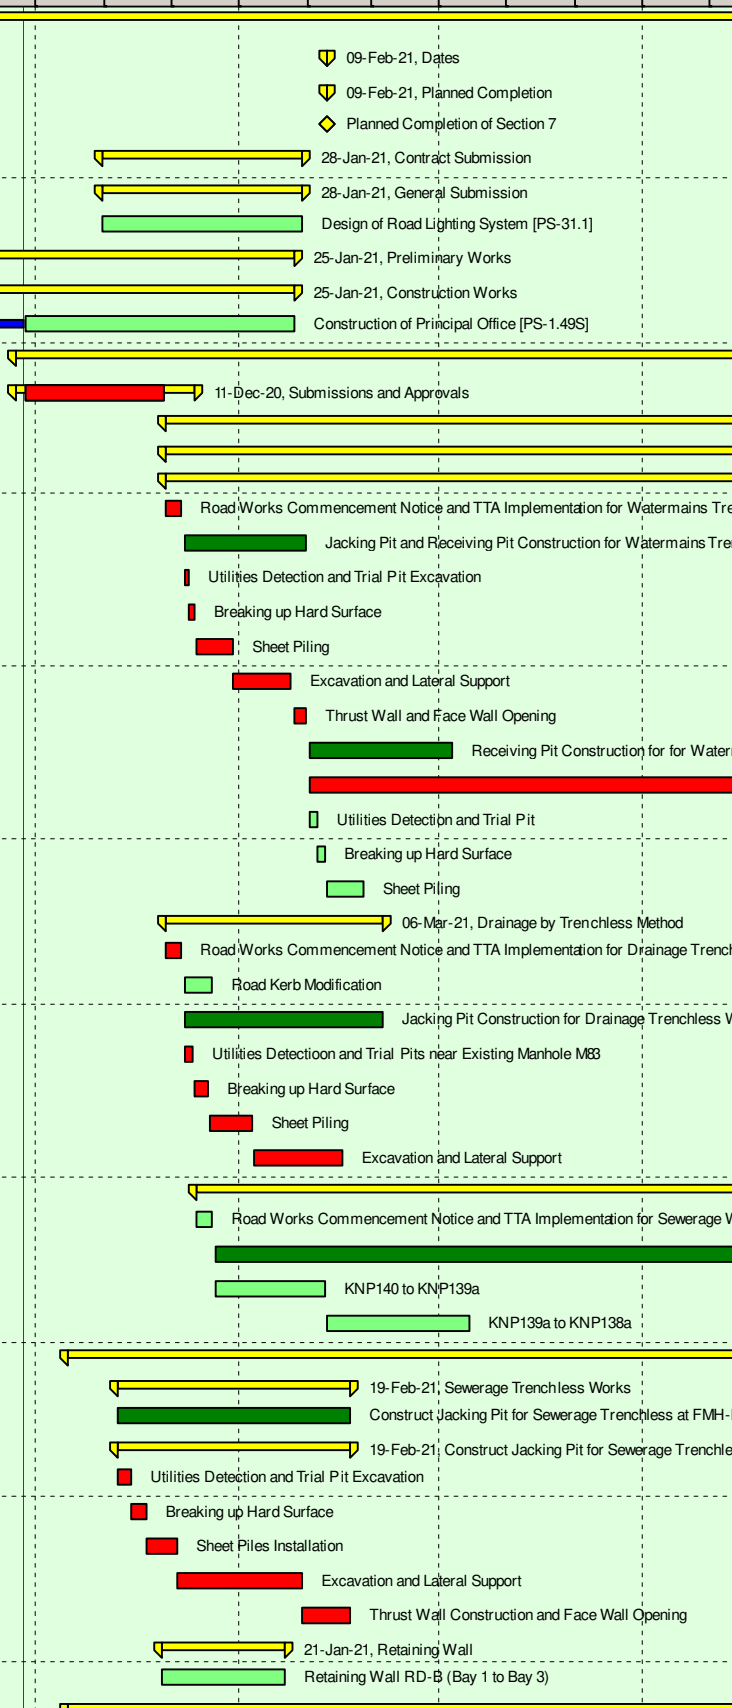 09-Feb-21, Dates
09-Feb-21, Planned Completion
Planned Completion of Section 7
28-Jan-21, Contract Submission
28-Jan-21, General Submission
Design of Road Lighting System [PS-31.1]
25-Jan-21, Preliminary Works
25-Jan-21, Construction Works
Construction of Principal Office [PS-1.49S]
11-Dec-20, Submissions and Approvals
Road Works Commencement Notice and TTA Implementation for Watermains Tre
Jacking Pit and Receiving Pit Construction for Watermains Tre
Utilities Detection and Trial Pit Excavation
Breaking up Hard Surface
Sheet Piling
Excavation and Lateral Support
Thrust Wall and Face Wall Opening
Receiving Pit Construction for for Water
Utilities Detection and Trial Pit
Breaking up Hard Surface
Sheet Piling
06-Mar-21, Drainage by Trenchless Method
Road Works Commencement Notice and TTA Implementation for Drainage Trench
Road Kerb Modification
Jacking Pit Construction for Drainage Trenchless W
Utilities Detectioon and Trial Pits near Existing Manhole M83
Breaking up Hard Surface
Sheet Piling
Excavation and Lateral Support
Road Works Commencement Notice and TTA Implementation for Sewerage W
KNP140 to KNP139a
KNP139a to KNP138a
19-Feb-21, Sewerage Trenchless Works
Construct Jacking Pit for Sewerage Trenchless at FMH-
19-Feb-21, Construct Jacking Pit for Sewerage Trenchle
Utilities Detection and Trial Pit Excavation
Breaking up Hard Surface
Sheet Piles Installation
Excavation and Lateral Support
Thrust Wall Construction and Face Wall Opening
21-Jan-21, Retaining Wall
Retaining Wall RD-B (Bay 1 to Bay 3)